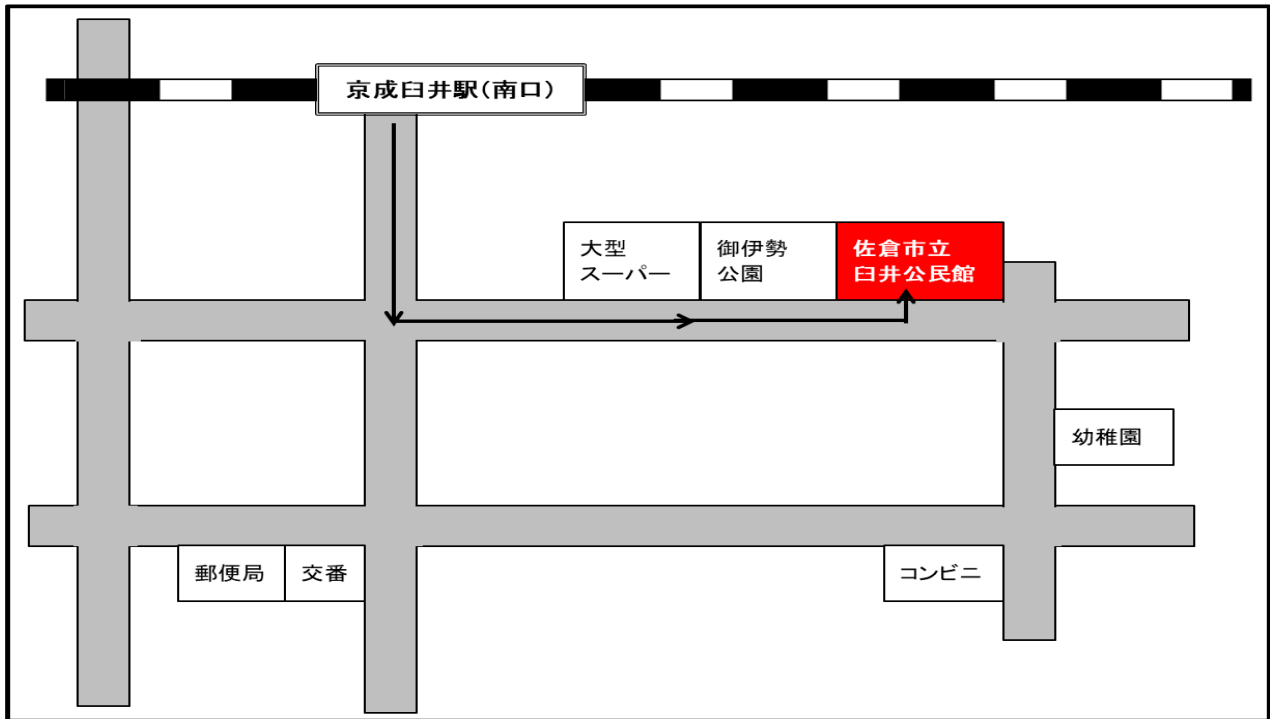 京成臼井駅(南口)
大型
スーパー
御伊勢
公園
佐倉市立
臼井公民館
幼稚園
郵便局
交番
コンビニ